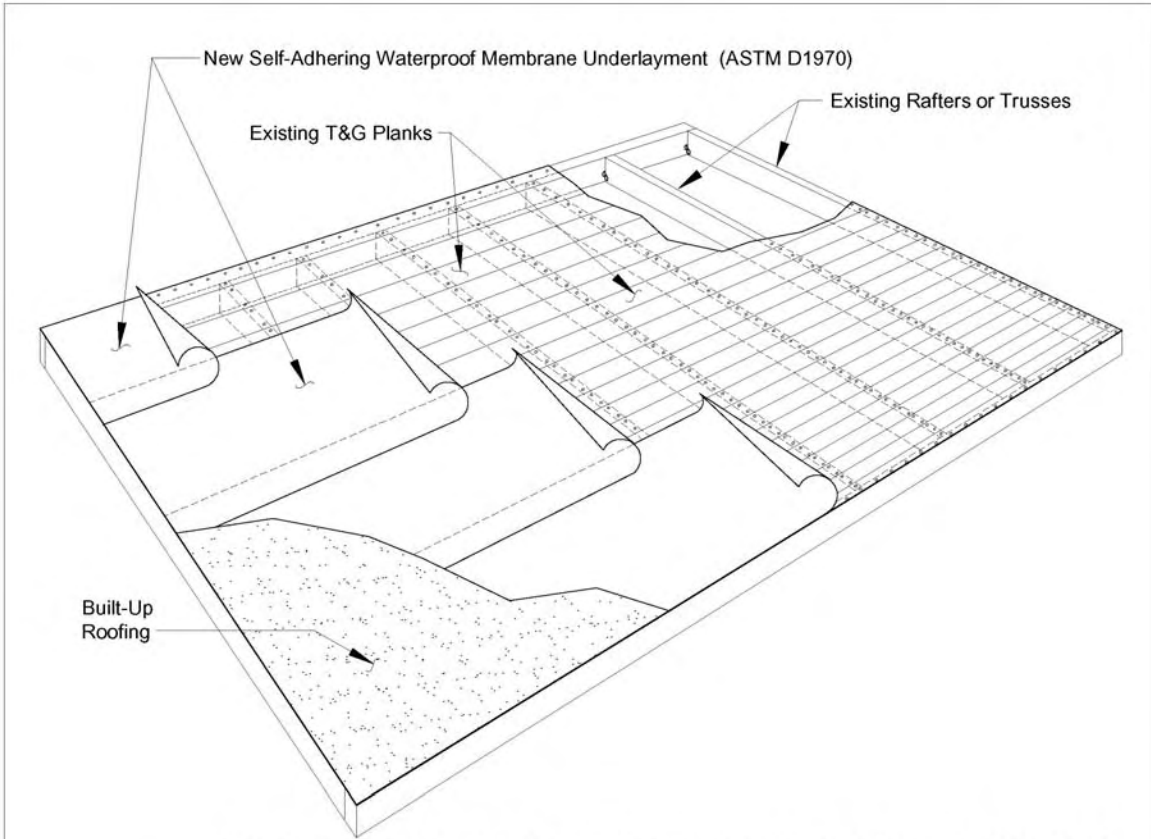 New Self-Adhering Waterproof Membrane Underlayment (ASTM D1970)
Existing Rafters or Trusses
Existing T&G Planks
Built-Up
Roofing